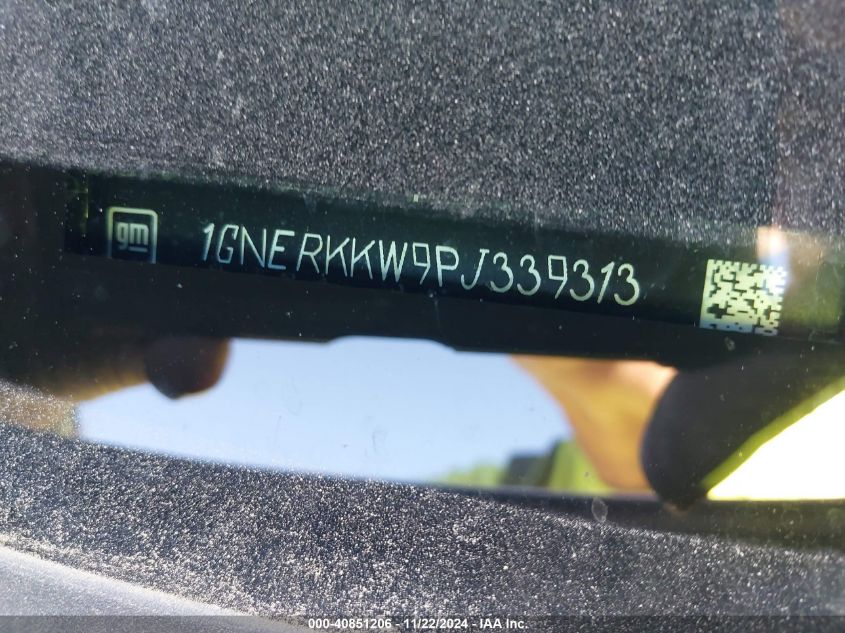 gm 1GNERKKW9PJ339313
000-40851206 - 11/22/2024 - IAA Inc.